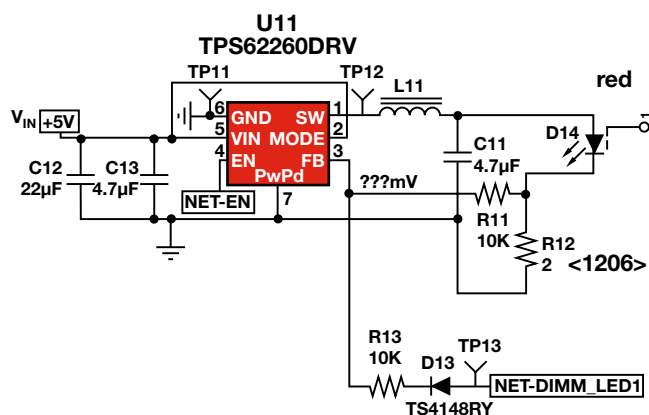 U11
TPS62260DRV
TP11
TP12
L11
red
VIN +5V
6 GND SW 1
5 VIN MODE 2
4 EN FB 3
PwPd
7
C12
22µF
C13
4.7µF
NET-EN
C11
4.7µF
D14
1
???mV
R11
10K
R12
2
<1206>
R13
10K
D13
TS4148RY
TP13
NET-DIMM_LED1